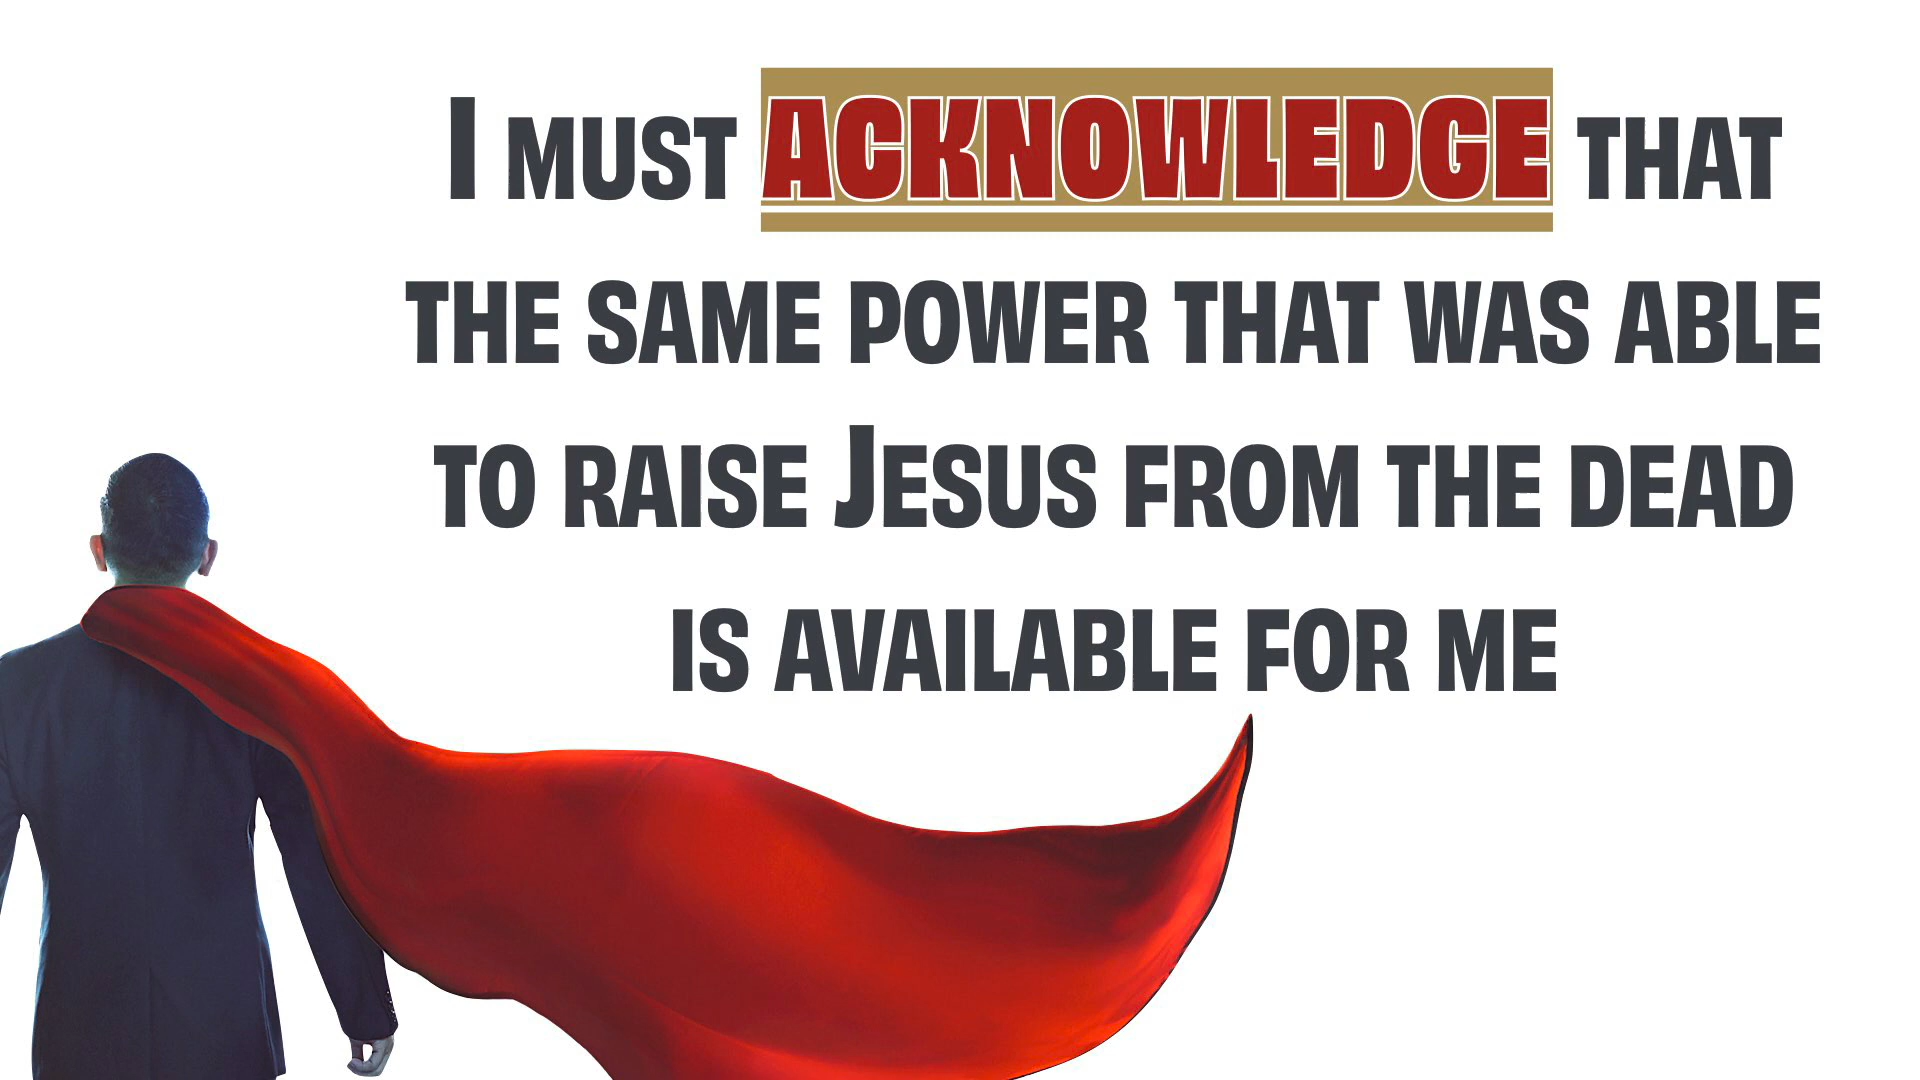 I must ACKNOWLEDGE that
the same power that was able
to raise Jesus from the dead
is available for me